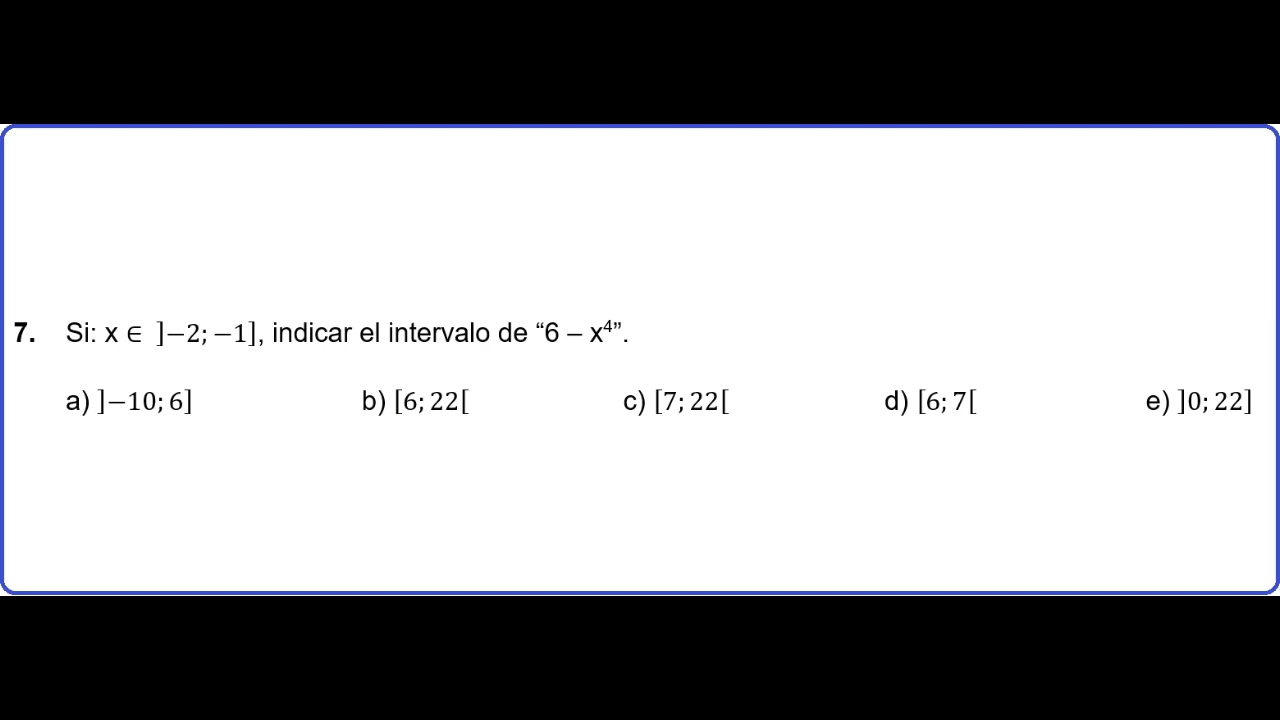 7. Si: x ∈ ]−2; −1], indicar el intervalo de “6 – x⁴”.
a) ]−10; 6] b) [6; 22[ c) [7; 22[ d) [6; 7[ e) ]0; 22]